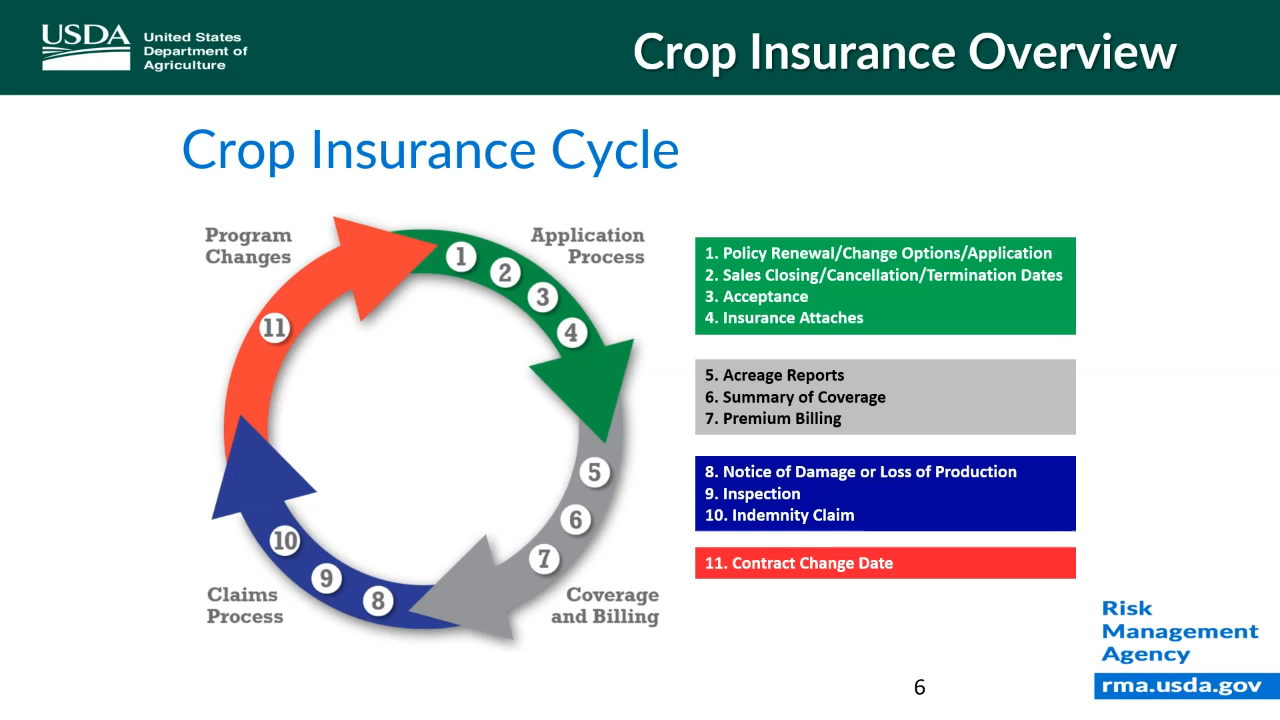 USDA
United States
Department of
Agriculture
Crop Insurance Overview
Crop Insurance Cycle
Program
Changes
Application
Process
1
2
3
4
5
6
7
8
9
10
11
Claims
Process
Coverage
and Billing
1. Policy Renewal/Change Options/Application
2. Sales Closing/Cancellation/Termination Dates
3. Acceptance
4. Insurance Attaches
5. Acreage Reports
6. Summary of Coverage
7. Premium Billing
8. Notice of Damage or Loss of Production
9. Inspection
10. Indemnity Claim
11. Contract Change Date
Risk
Management
Agency
rma.usda.gov
6